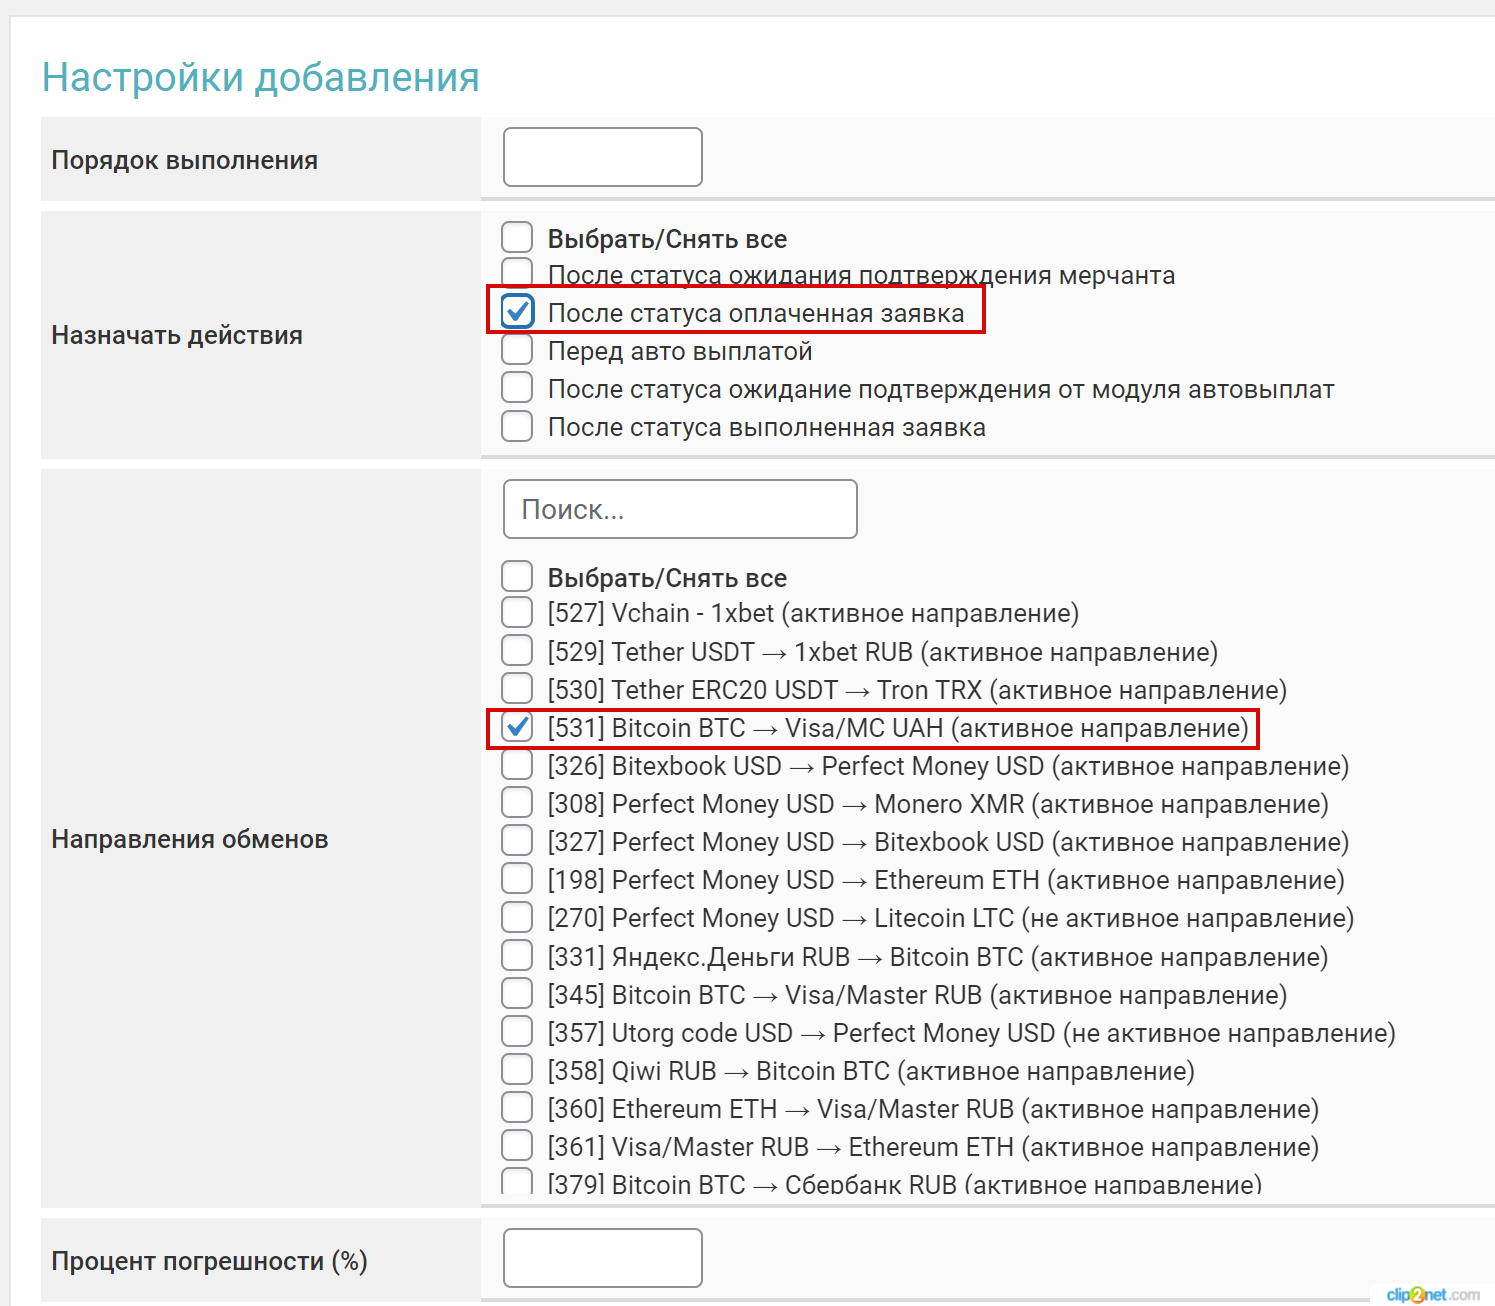 Настройки добавления
Порядок выполнения
Назначать действия
Выбрать/Снять все
После статуса ожидания подтверждения мерчанта
После статуса оплаченная заявка
Перед авто выплатой
После статуса ожидание подтверждения от модуля автовыплат
После статуса выполненная заявка
Направления обменов
Поиск...
Выбрать/Снять все
[527] Vchain - 1xbet (активное направление)
[529] Tether USDT → 1xbet RUB (активное направление)
[530] Tether ERC20 USDT → Tron TRX (активное направление)
[531] Bitcoin BTC → Visa/MC UAH (активное направление)
[326] Bitexbook USD → Perfect Money USD (активное направление)
[308] Perfect Money USD → Monero XMR (активное направление)
[327] Perfect Money USD → Bitexbook USD (активное направление)
[198] Perfect Money USD → Ethereum ETH (активное направление)
[270] Perfect Money USD → Litecoin LTC (не активное направление)
[331] Яндекс.Деньги RUB → Bitcoin BTC (активное направление)
[345] Bitcoin BTC → Visa/Master RUB (активное направление)
[357] Utorg code USD → Perfect Money USD (не активное направление)
[358] Qiwi RUB → Bitcoin BTC (активное направление)
[360] Ethereum ETH → Visa/Master RUB (активное направление)
[361] Visa/Master RUB → Ethereum ETH (активное направление)
[379] Bitcoin BTC → Сбербанк RUB (активное направление)
Процент погрешности (%)
clip2net.com